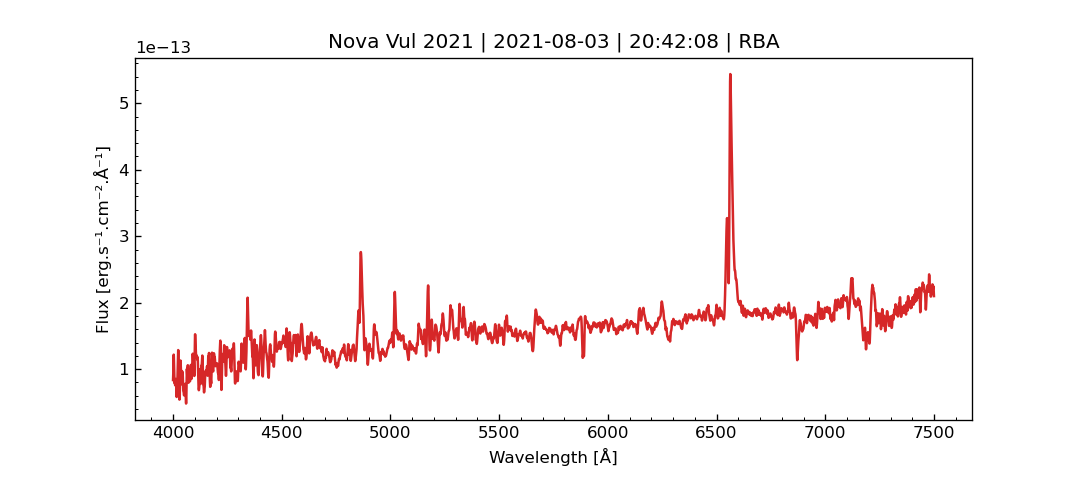 Nova Vul 2021 | 2021-08-03 | 20:42:08 | RBA
1e−13
5
4
3
2
1
Flux [erg.s⁻¹.cm⁻².Å⁻¹]
4000 4500 5000 5500 6000 6500 7000 7500
Wavelength [Å]